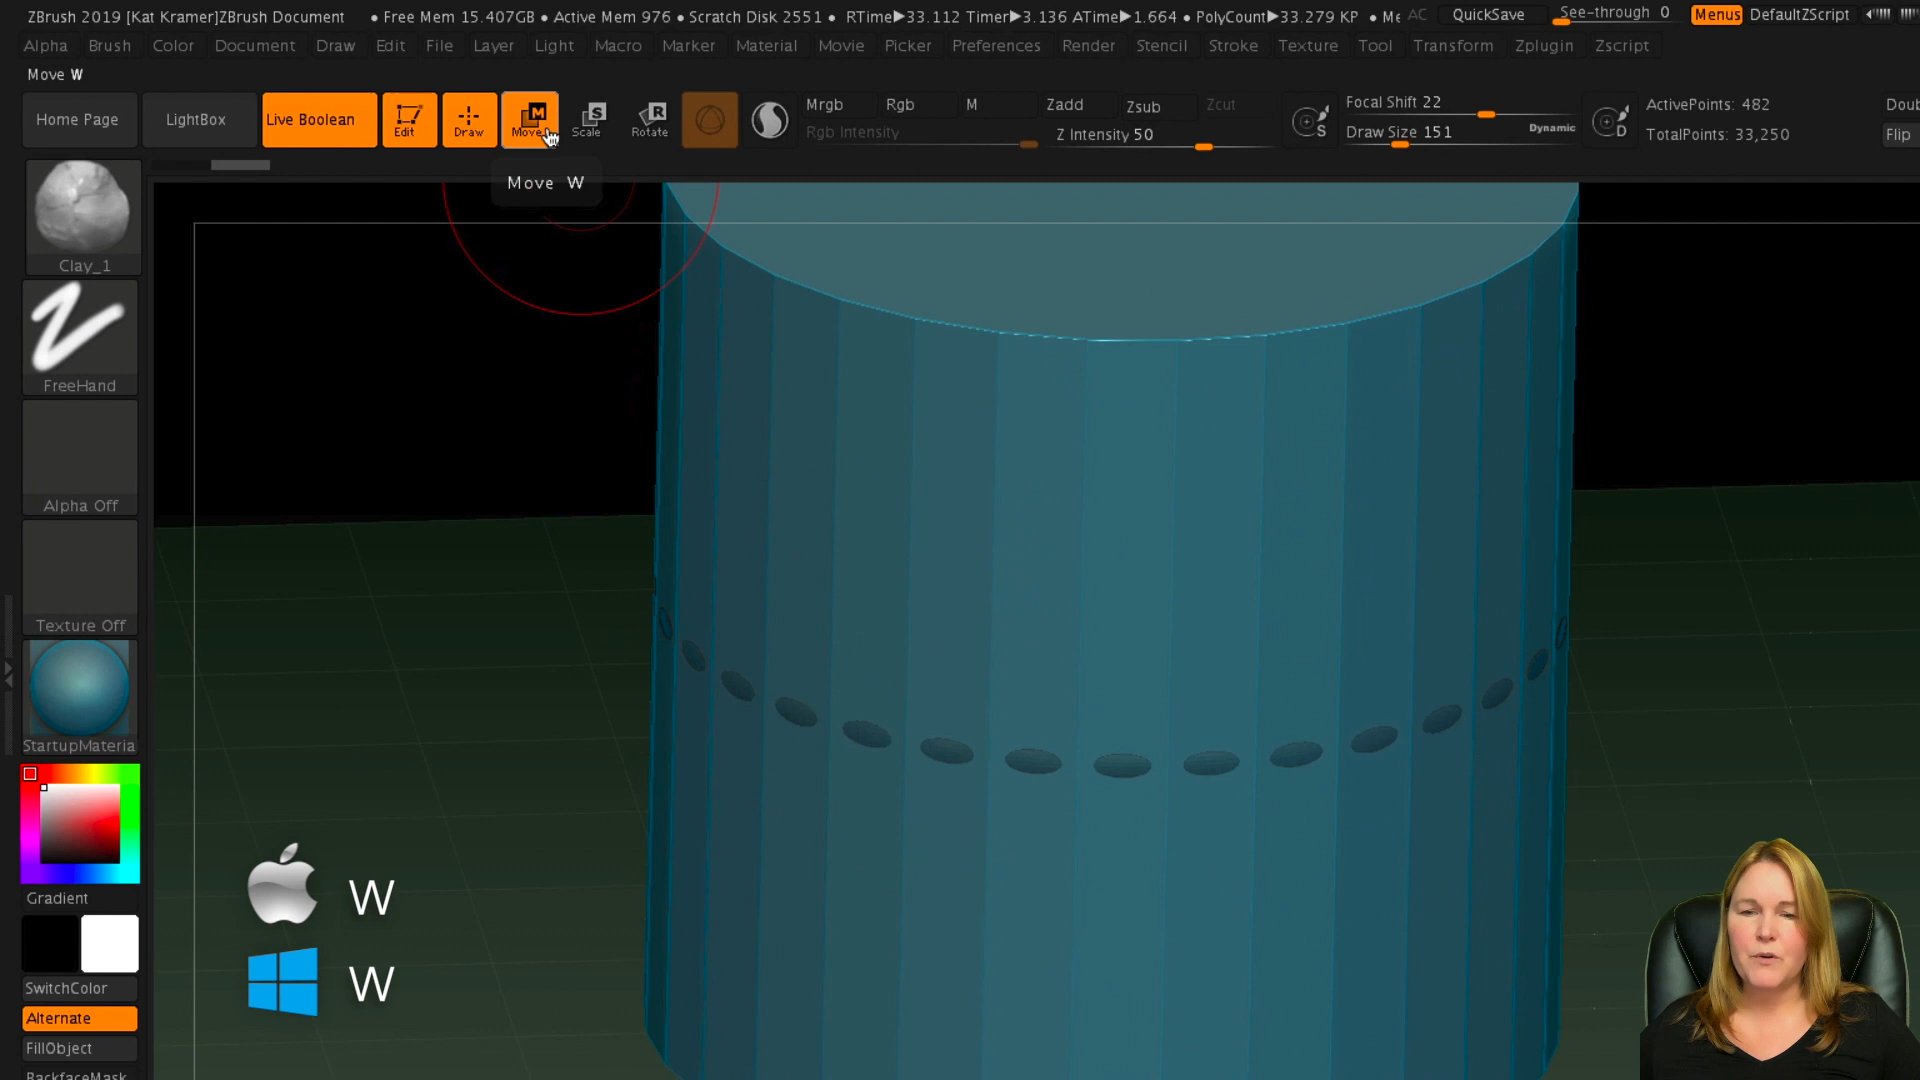 ZBrush 2019 [Kat Kramer]ZBrush Document • Free Mem 15.407GB • Active Mem 976 • Scratch Disk 2551 • RTime▶33.112 Timer▶3.136 ATime▶1.664 • PolyCount▶33.279 KP • Me AC QuickSave See-through 0 Menus DefaultZScript
Alpha Brush Color Document Draw Edit File Layer Light Macro Marker Material Movie Picker Preferences Render Stencil Stroke Texture Tool Transform Zplugin Zscript
Move W
Home Page LightBox Live Boolean Edit Draw Move Scale Rotate
Mrgb Rgb M Zadd Zsub Zcut Focal Shift 22 ActivePoints: 482 Doub
Rgb Intensity Z Intensity 50 Draw Size 151 Dynamic TotalPoints: 33,250 Flip
M S R S D
Move W
Clay_1
FreeHand
Alpha Off
Texture Off
StartupMateria
Gradient
SwitchColor
Alternate
FillObject
BackfaceMask
W
W